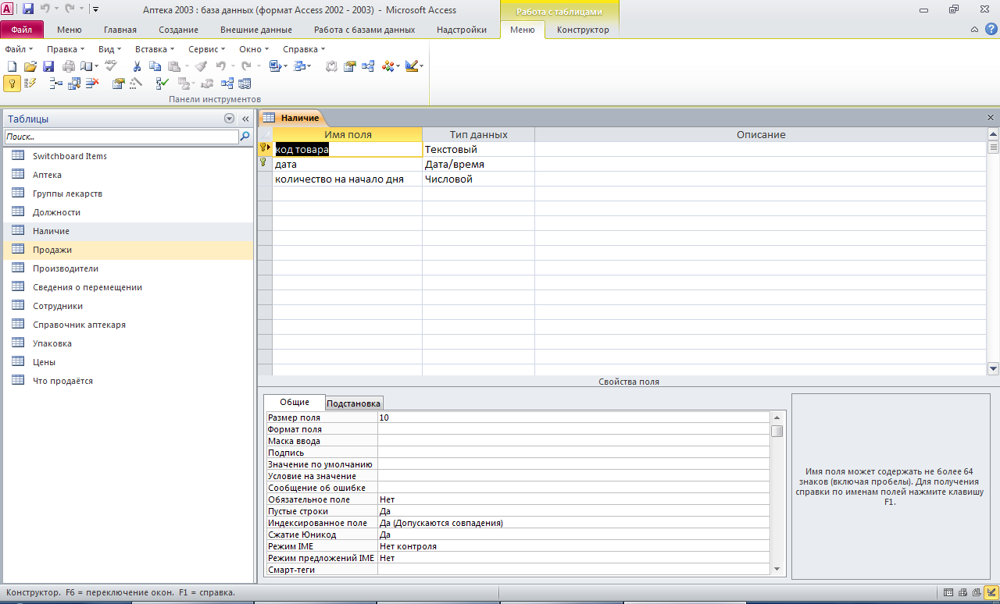 Аптека 2003 : база данных (формат Access 2002 - 2003) - Microsoft Access
Работа с таблицами
Файл Меню Главная Создание Внешние данные Работа с базами данных Надстройки Меню Конструктор
Файл Правка Вид Вставка Сервис Окно Справка
Панели инструментов
Таблицы
Поиск...
Switchboard Items
Аптека
Группы лекарств
Должности
Наличие
Продажи
Производители
Сведения о перемещении
Сотрудники
Справочник аптекаря
Упаковка
Цены
Что продаётся
Наличие
Имя поля Тип данных Описание
код товара Текстовый
дата Дата/время
количество на начало дня Числовой
Свойства поля
Общие Подстановка
Размер поля 10
Формат поля
Маска ввода
Подпись
Значение по умолчанию
Условие на значение
Сообщение об ошибке
Обязательное поле Нет
Пустые строки Да
Индексированное поле Да (Допускаются совпадения)
Сжатие Юникод Да
Режим IME Нет контроля
Режим предложений IME Нет
Смарт-теги
Имя поля может содержать не более 64
знаков (включая пробелы). Для получения
справки по именам полей нажмите клавишу
F1.
Конструктор. F6 = переключение окон. F1 = справка.